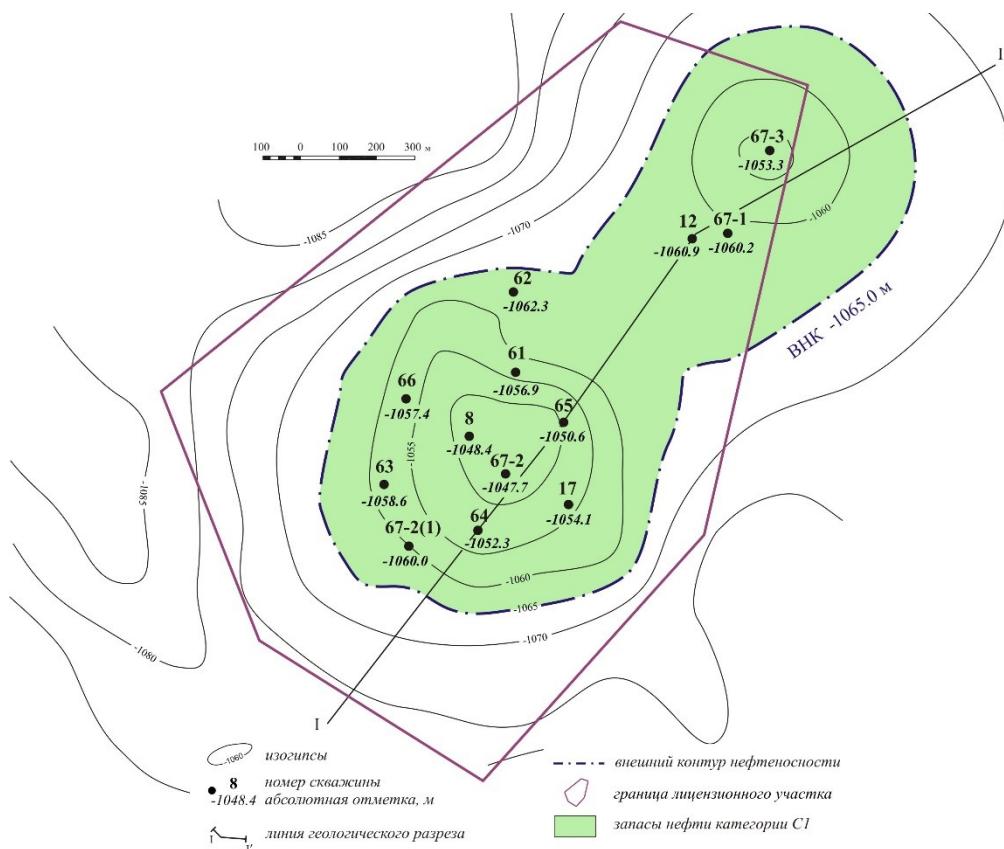 I
67-3
-1053.3
100 0 100 200 300 м
-1060
-1085
-1070
12
67-1
-1060.9
-1060.2
62
-1062.3
ВНК -1065.0 м
61
-1056.9
66
-1057.4
65
-1050.6
8
-1048.4
-1055
67-2
-1047.7
63
-1058.6
17
-1054.1
-1085
64
-1052.3
67-2(1)
-1060.0
-1060
-1065
-1070
-1080
I
-1060
изогипсы
8
номер скважины
-1048.4
абсолютная отметка, м
I
I'
линия геологического разреза
внешний контур нефтеносности
граница лицензионного участка
запасы нефти категории С1